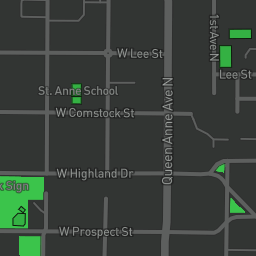 1st Ave N
W Lee St
Lee St
St. Anne School
W Comstock St
Queen Anne Ave N
W Highland Dr
k Sign
W Prospect St